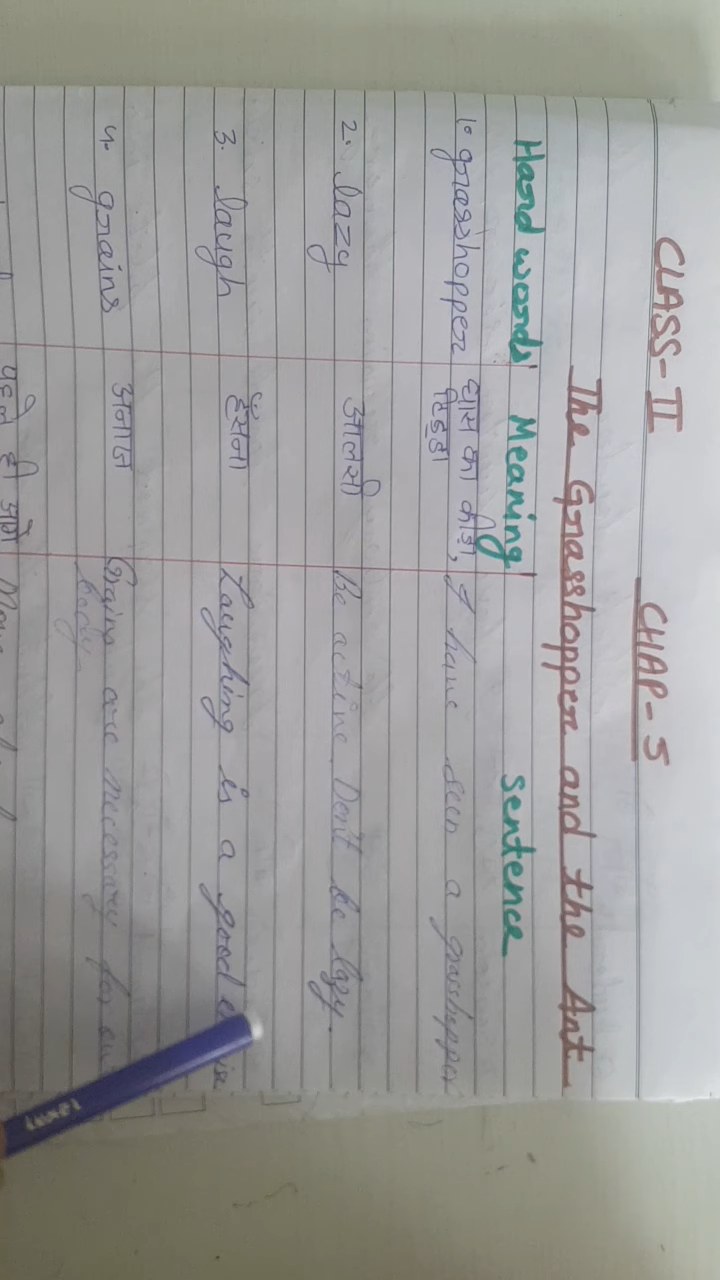 CLASS-II CHAP-5
The Grasshopper and the Ant
Hard words Meaning Sentence
1. grasshopper घास का कीड़ा, I have seen a grasshopper
टिड्डा
2. lazy आलसी Be active. Don't be lazy.
3. laugh हँसना Laughing is a good
4. grains अनाज Grains are necessary for
body.
पहले ही